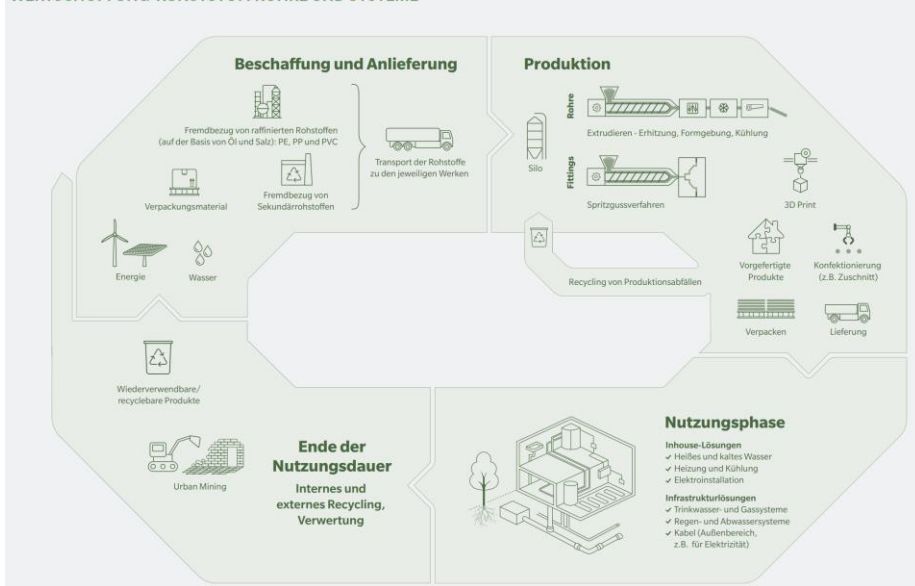 Beschaffung und Anlieferung
Fremdbezug von raffinierten Rohstoffen
(auf der Basis von Öl und Salz): PE, PP und PVC
Transport der Rohstoffe
zu den jeweiligen Werken
Verpackungsmaterial
Fremdbezug von
Sekundärrohstoffen
Energie
Wasser
Produktion
Silo
Rohre
Extrudieren - Erhitzung, Formgebung, Kühlung
Fittings
Spritzgussverfahren
3D Print
Recycling von Produktionsabfällen
Vorgefertigte
Produkte
Konfektionierung
(z.B. Zuschnitt)
Verpacken
Lieferung
Wiederverwendbare/
recyclebare Produkte
Urban Mining
Ende der
Nutzungsdauer
Internes und
externes Recycling,
Verwertung
Nutzungsphase
Inhouse-Lösungen
✓ Heißes und kaltes Wasser
✓ Heizung und Kühlung
✓ Elektroinstallation
Infrastrukturlösungen
✓ Trinkwasser- und Gassysteme
✓ Regen- und Abwassersysteme
✓ Kabel (Außenbereich,
z.B. für Elektrizität)